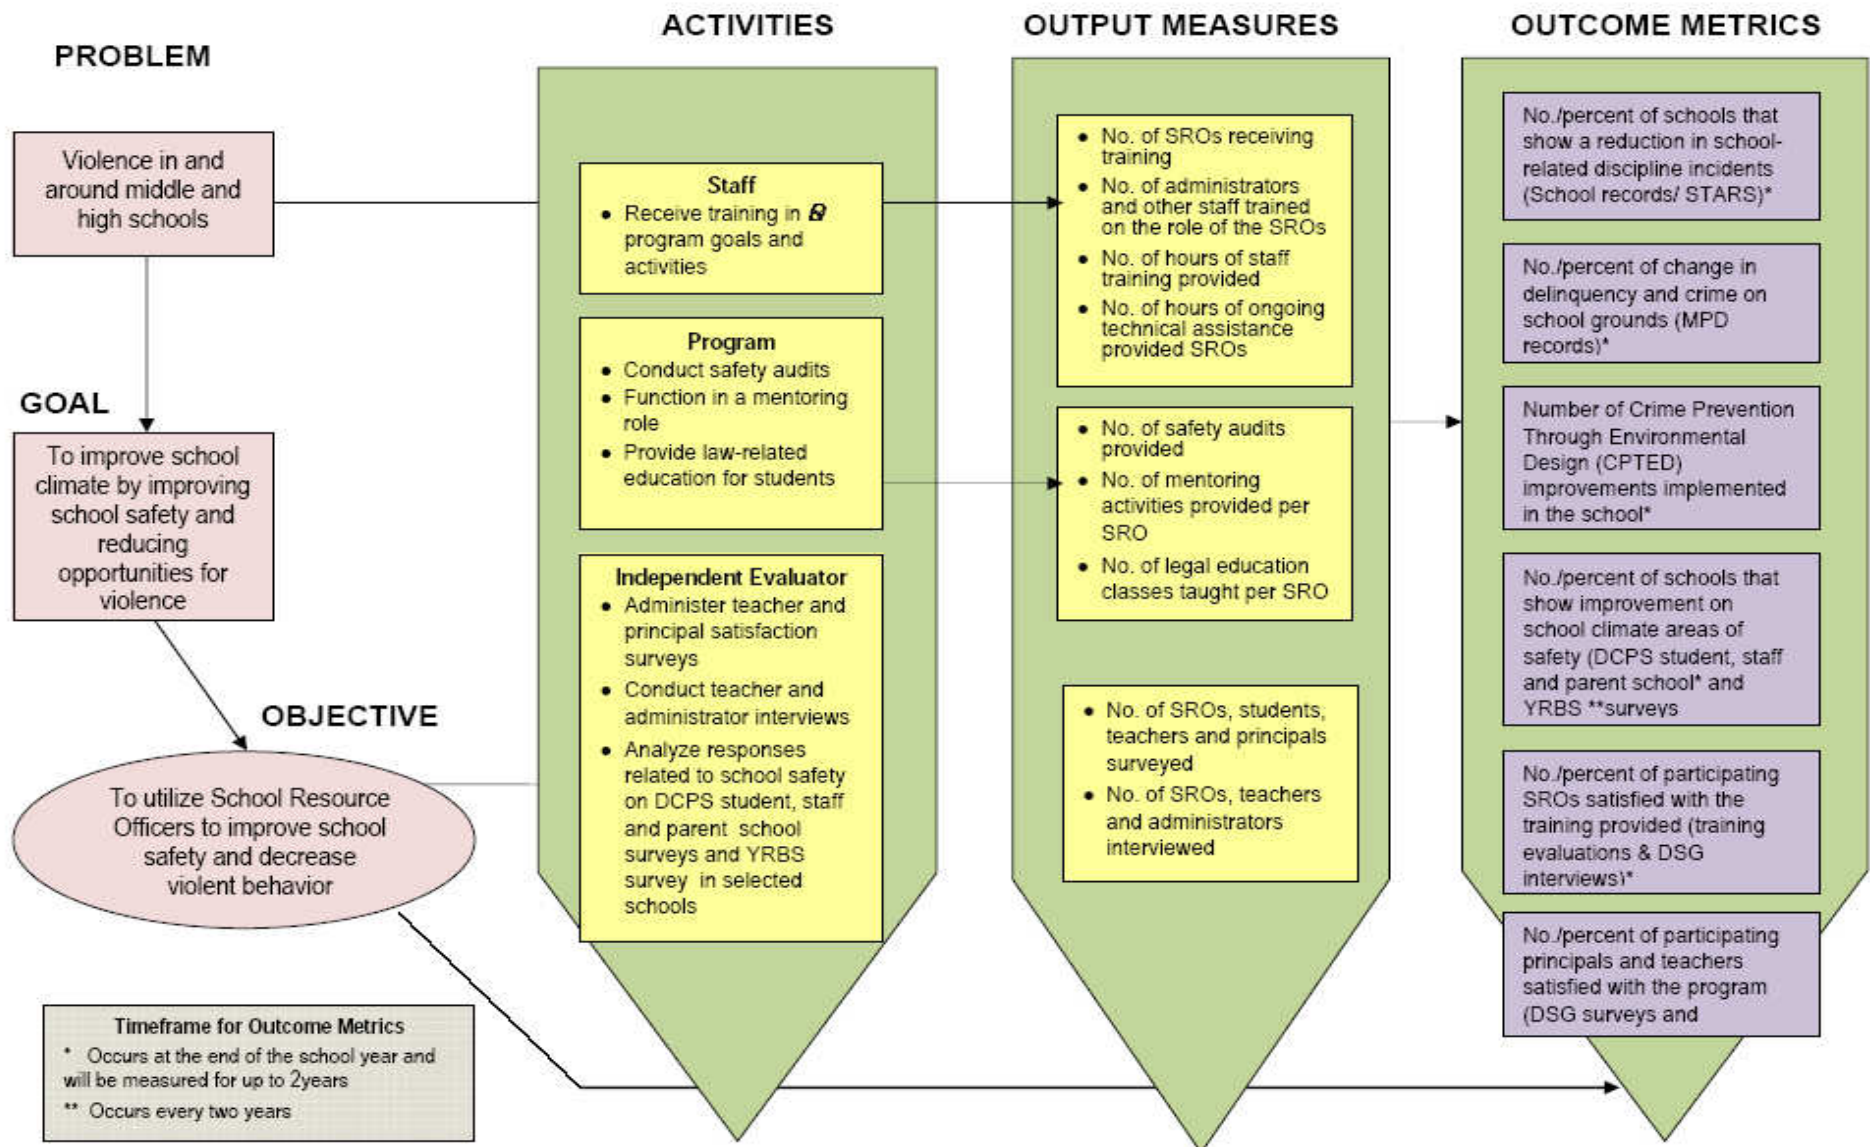 PROBLEM
Violence in and
around middle and
high schools
GOAL
To improve school
climate by improving
school safety and
reducing
opportunities for
violence
OBJECTIVE
To utilize School Resource
Officers to improve school
safety and decrease
violent behavior
Timeframe for Outcome Metrics
* Occurs at the end of the school year and
will be measured for up to 2years
** Occurs every two years
ACTIVITIES
Staff
• Receive training in
program goals and
activities
Program
• Conduct safety audits
• Function in a mentoring
role
• Provide law-related
education for students
Independent Evaluator
• Administer teacher and
principal satisfaction
surveys
• Conduct teacher and
administrator interviews
• Analyze responses
related to school safety
on DCPS student, staff
and parent school
surveys and YRBS
survey in selected
schools
OUTPUT MEASURES
• No. of SROs receiving
training
• No. of administrators
and other staff trained
on the role of the SROs
• No. of hours of staff
training provided
• No. of hours of ongoing
technical assistance
provided SROs
• No. of safety audits
provided
• No. of mentoring
activities provided per
SRO
• No. of legal education
classes taught per SRO
• No. of SROs, students,
teachers and principals
surveyed
• No. of SROs, teachers
and administrators
interviewed
OUTCOME METRICS
No./percent of schools that
show a reduction in school-
related discipline incidents
(School records/ STARS)*
No./percent of change in
delinquency and crime on
school grounds (MPD
records)*
Number of Crime Prevention
Through Environmental
Design (CPTED)
improvements implemented
in the school*
No./percent of schools that
show improvement on
school climate areas of
safety (DCPS student, staff
and parent school* and
YRBS **surveys
No./percent of participating
SROs satisfied with the
training provided (training
evaluations & DSG
interviews)*
No./percent of participating
principals and teachers
satisfied with the program
(DSG surveys and